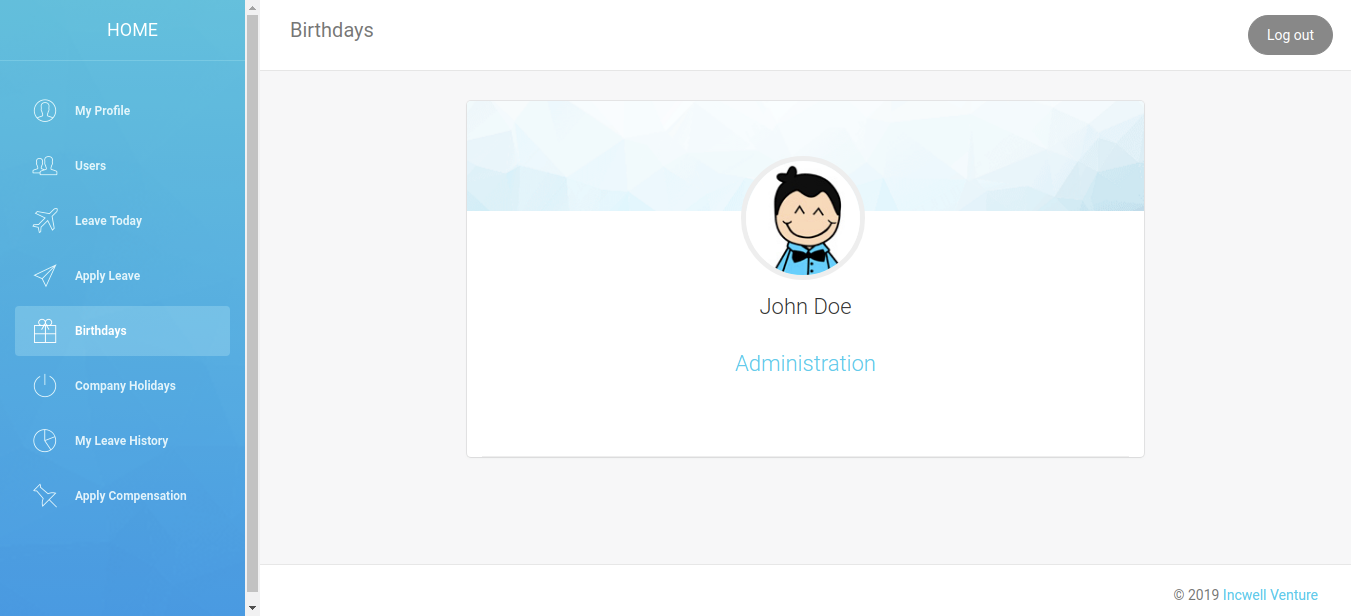 HOME
My Profile
Users
Leave Today
Apply Leave
Birthdays
Company Holidays
My Leave History
Apply Compensation
Birthdays
Log out
John Doe
Administration
© 2019 Incwell Venture